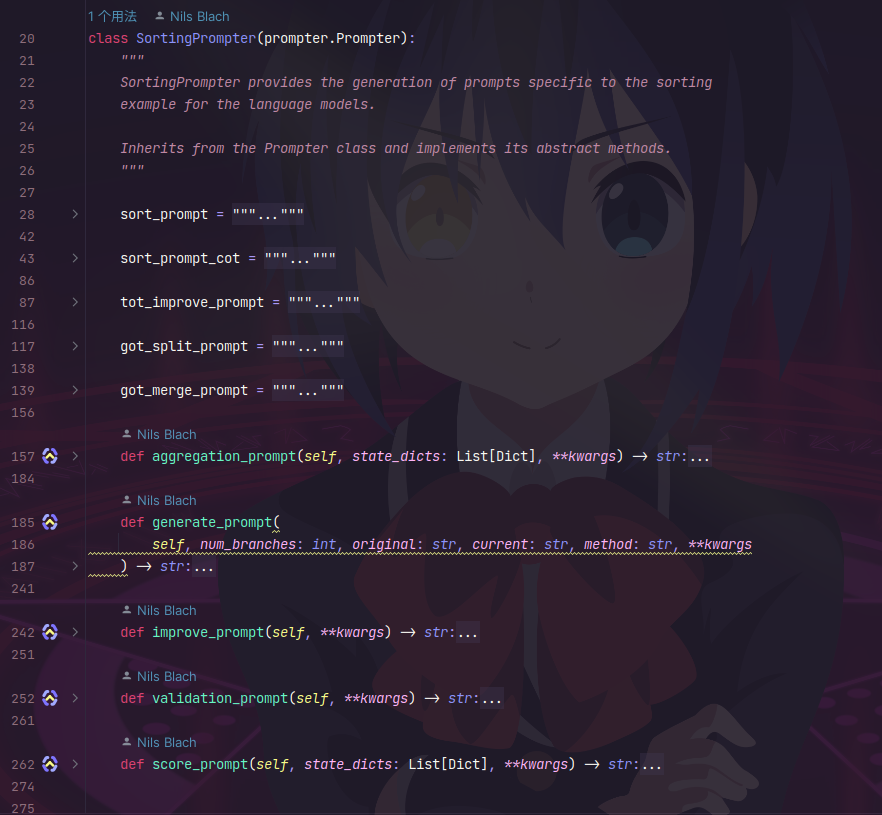 1 个用法 Nils Blach
20 class SortingPrompter(prompter.Prompter):
21 """
22 SortingPrompter provides the generation of prompts specific to the sorting
23 example for the language models.
24
25 Inherits from the Prompter class and implements its abstract methods.
26 """
27
28 sort_prompt = """..."""
42
43 sort_prompt_cot = """..."""
86
87 tot_improve_prompt = """..."""
116
117 got_split_prompt = """..."""
138
139 got_merge_prompt = """..."""
156
Nils Blach
157 def aggregation_prompt(self, state_dicts: List[Dict], **kwargs) -> str:...
184
Nils Blach
185 def generate_prompt(
186 self, num_branches: int, original: str, current: str, method: str, **kwargs
187 ) -> str:...
241
Nils Blach
242 def improve_prompt(self, **kwargs) -> str:...
251
Nils Blach
252 def validation_prompt(self, **kwargs) -> str:...
261
Nils Blach
262 def score_prompt(self, state_dicts: List[Dict], **kwargs) -> str:...
274
275